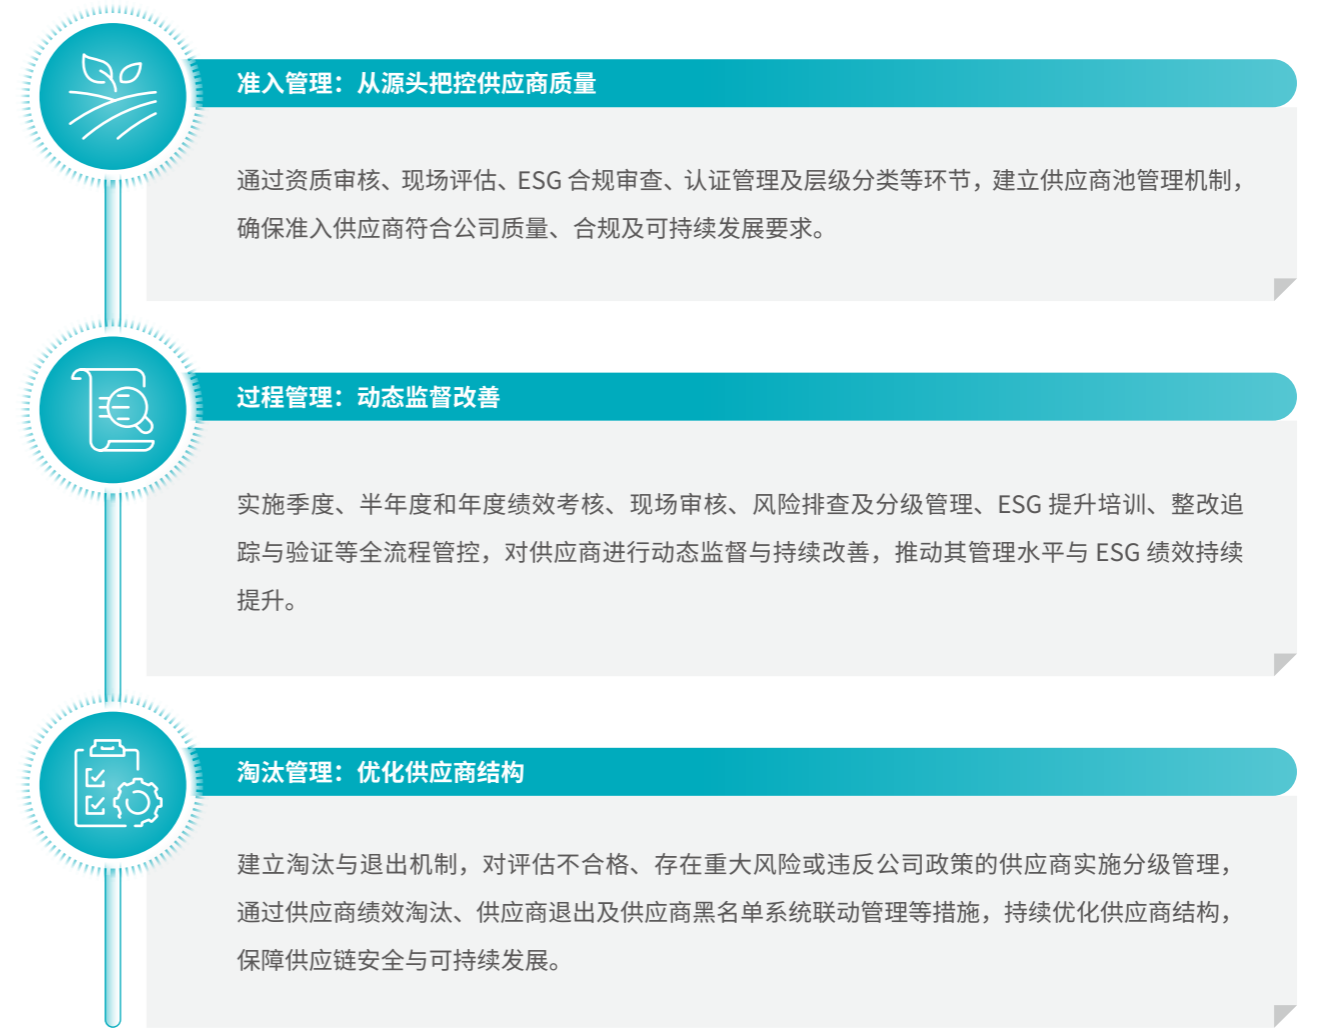 准入管理：从源头把控供应商质量
通过资质审核、现场评估、ESG 合规审查、认证管理及层级分类等环节，建立供应商池管理机制，
确保准入供应商符合公司质量、合规及可持续发展要求。
过程管理：动态监督改善
实施季度、半年度和年度绩效考核、现场审核、风险排查及分级管理、ESG 提升培训、整改追
踪与验证等全流程管控，对供应商进行动态监督与持续改善，推动其管理水平与 ESG 绩效持续
提升。
淘汰管理：优化供应商结构
建立淘汰与退出机制，对评估不合格、存在重大风险或违反公司政策的供应商实施分级管理，
通过供应商绩效淘汰、供应商退出及供应商黑名单系统联动管理等措施，持续优化供应商结构，
保障供应链安全与可持续发展。